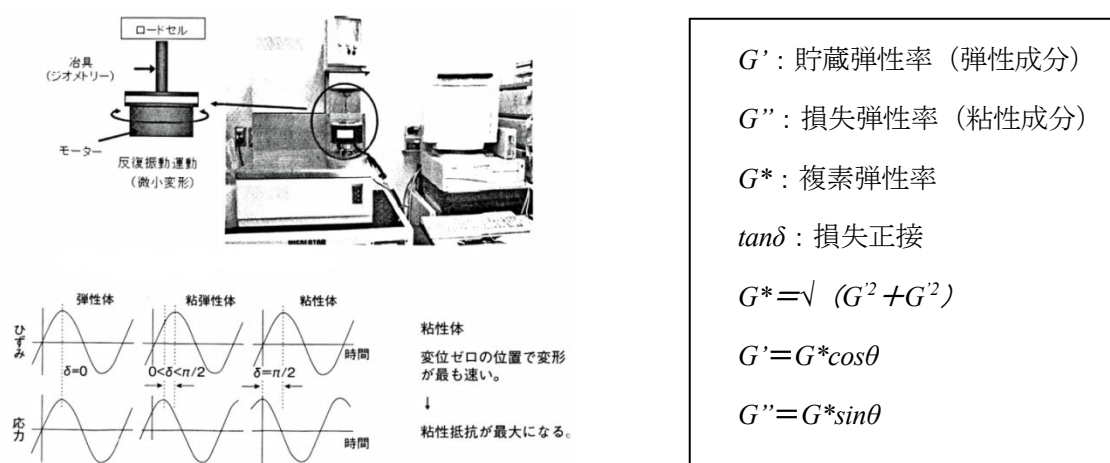 ロードセル
冶具
(ジオメトリー)
モーター
反復振動運動
(微小変形)
弾性体
粘弾性体
粘性体
ひずみ
時間
δ=0
0<δ<π/2
δ=π/2
応力
時間
粘性体
変位ゼロの位置で変形
が最も速い。
↓
粘性抵抗が最大になる。
G’：貯蔵弾性率（弾性成分）
G”：損失弾性率（粘性成分）
G*：複素弾性率
tanδ：損失正接
G*＝√（G’2＋G’2）
G’＝G*cosθ
G”＝G*sinθ